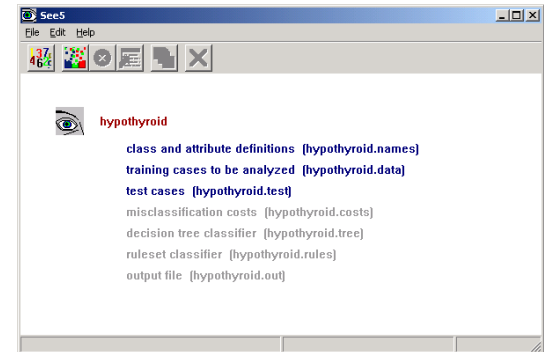 See5
File Edit Help
hypothyroid
class and attribute definitions (hypothyroid.names)
training cases to be analyzed (hypothyroid.data)
test cases (hypothyroid.test)
misclassification costs (hypothyroid.costs)
decision tree classifier (hypothyroid.tree)
ruleset classifier (hypothyroid.rules)
output file (hypothyroid.out)